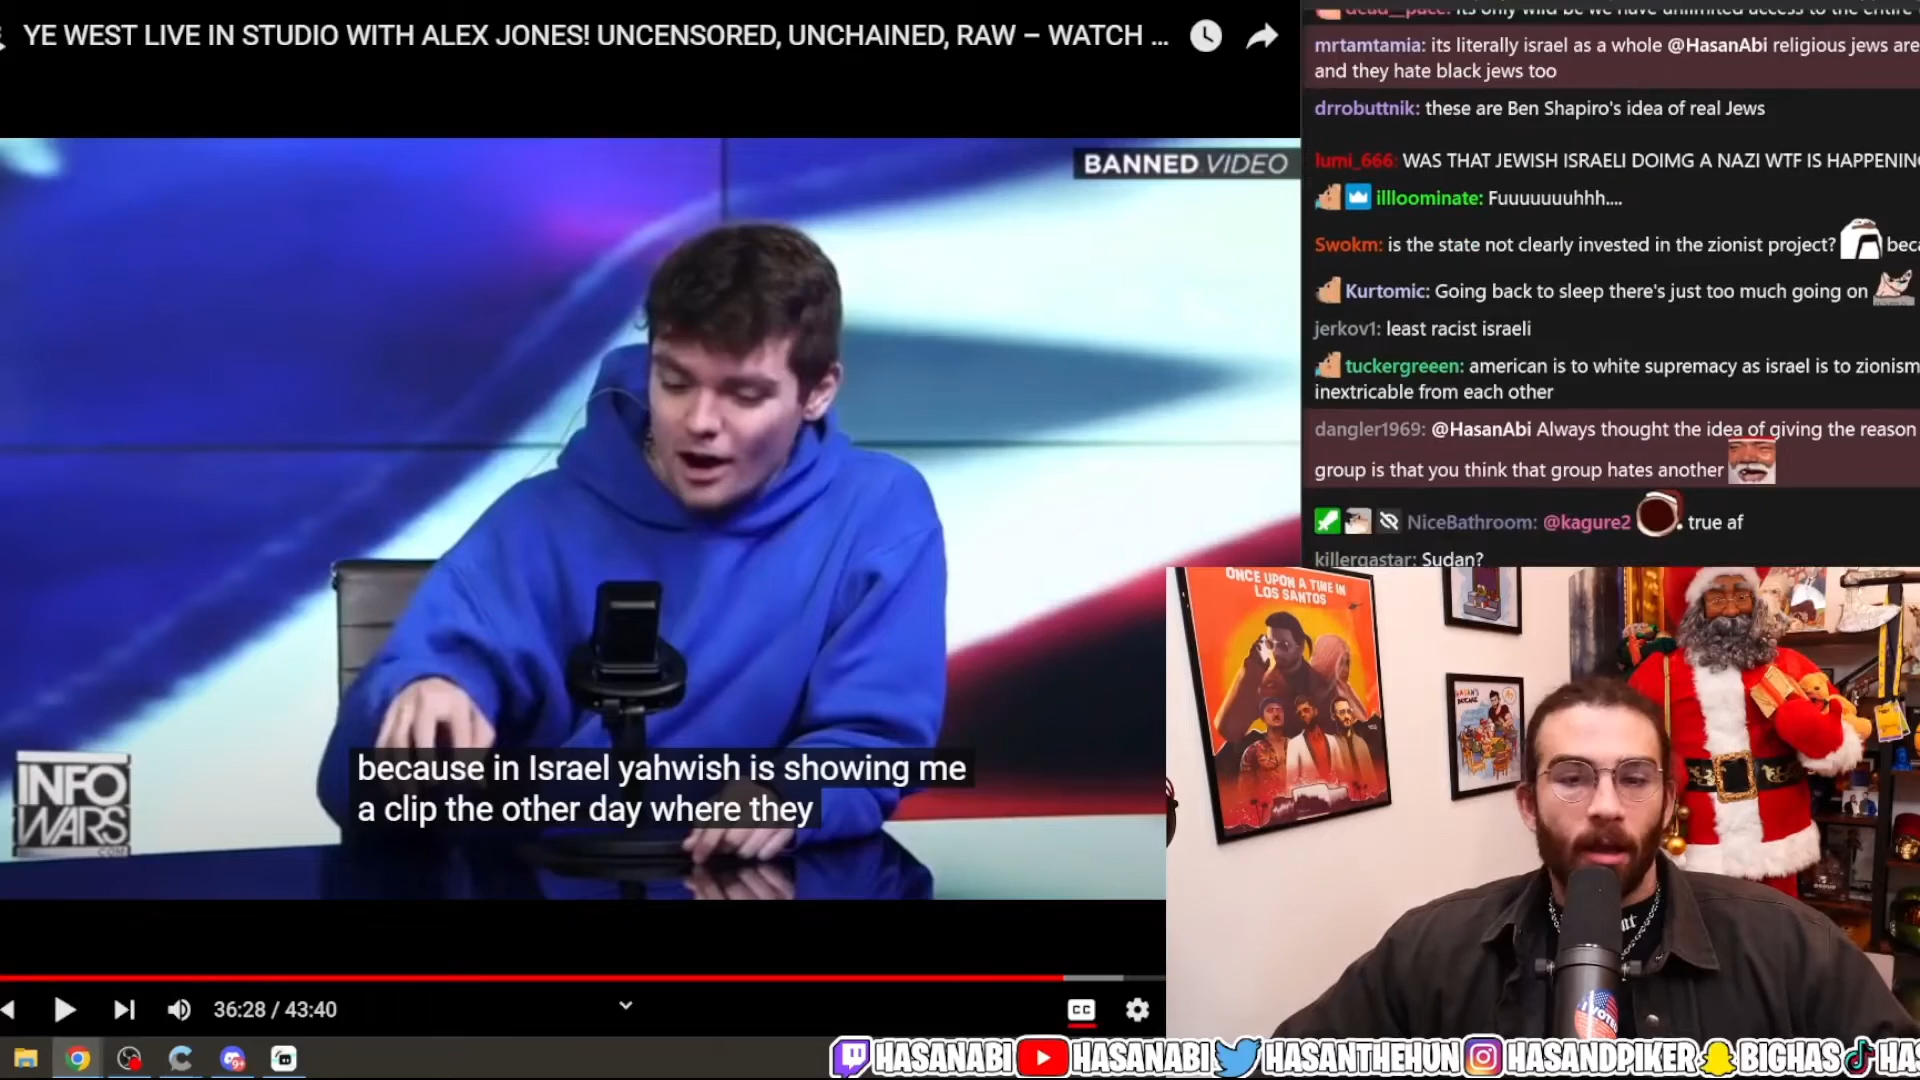 YE WEST LIVE IN STUDIO WITH ALEX JONES! UNCENSORED, UNCHAINED, RAW – WATCH ...
BANNED VIDEO
because in Israel yahwish is showing me
a clip the other day where they
INFO
WARS
.COM
36:28 / 43:40
CC
mrtamtamia: its literally israel as a whole @HasanAbi religious jews are
and they hate black jews too
drrobuttnik: these are Ben Shapiro's idea of real Jews
lumi_666: WAS THAT JEWISH ISRAELI DOIMG A NAZI WTF IS HAPPENING
illloominate: Fuuuuuuuhhh....
Swokm: is the state not clearly invested in the zionist project?
Kurtomic: Going back to sleep there's just too much going on
jerkov1: least racist israeli
tuckergreeen: american is to white supremacy as israel is to zionism
inextricable from each other
dangler1969: @HasanAbi Always thought the idea of giving the reason
group is that you think that group hates another
NiceBathroom: @kagure2 true af
killergastar: Sudan?
ONCE UPON A TIME IN
LOS SANTOS
I VOTED
HASANABI HASANABI HASANTHEHUN HASANDPIKER BIGHAS HAS